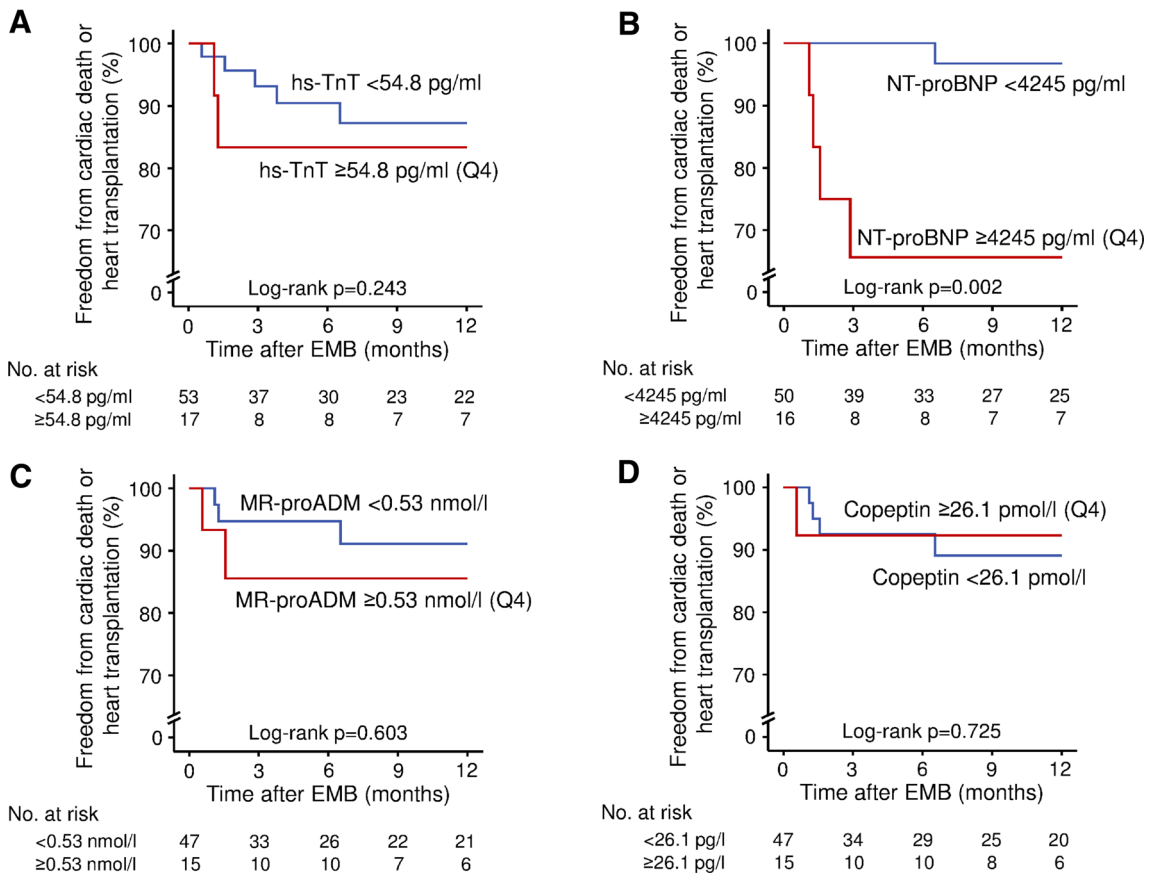 A
Freedom from cardiac death or
heart transplantation (%)
100
90
80
70
0
hs-TnT <54.8 pg/ml
hs-TnT ≥54.8 pg/ml (Q4)
Log-rank p=0.243
0 3 6 9 12
Time after EMB (months)
No. at risk
<54.8 pg/ml 53 37 30 23 22
≥54.8 pg/ml 17 8 8 7 7
B
Freedom from cardiac death or
heart transplantation (%)
100
90
80
70
0
NT-proBNP <4245 pg/ml
NT-proBNP ≥4245 pg/ml (Q4)
Log-rank p=0.002
0 3 6 9 12
Time after EMB (months)
No. at risk
<4245 pg/ml 50 39 33 27 25
≥4245 pg/ml 16 8 8 7 7
C
Freedom from cardiac death or
heart transplantation (%)
100
90
80
70
0
MR-proADM <0.53 nmol/l
MR-proADM ≥0.53 nmol/l (Q4)
Log-rank p=0.603
0 3 6 9 12
Time after EMB (months)
No. at risk
<0.53 nmol/l 47 33 26 22 21
≥0.53 nmol/l 15 10 10 7 6
D
Freedom from cardiac death or
heart transplantation (%)
100
90
80
70
0
Copeptin ≥26.1 pmol/l (Q4)
Copeptin <26.1 pmol/l
Log-rank p=0.725
0 3 6 9 12
Time after EMB (months)
No. at risk
<26.1 pg/l 47 34 29 25 20
≥26.1 pg/l 15 10 10 8 6